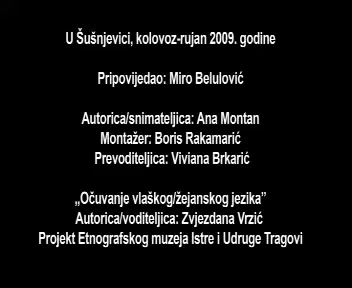 U Šušnjevici, kolovoz-rujan 2009. godine
Pripovijedao: Miro Belulović
Autorica/snimateljica: Ana Montan
Montažer: Boris Rakamarić
Prevoditeljica: Viviana Brkarić
„Očuvanje vlaškog/žejanskog jezika”
Autorica/voditeljica: Zvjezdana Vrzić
Projekt Etnografskog muzeja Istre i Udruge Tragovi